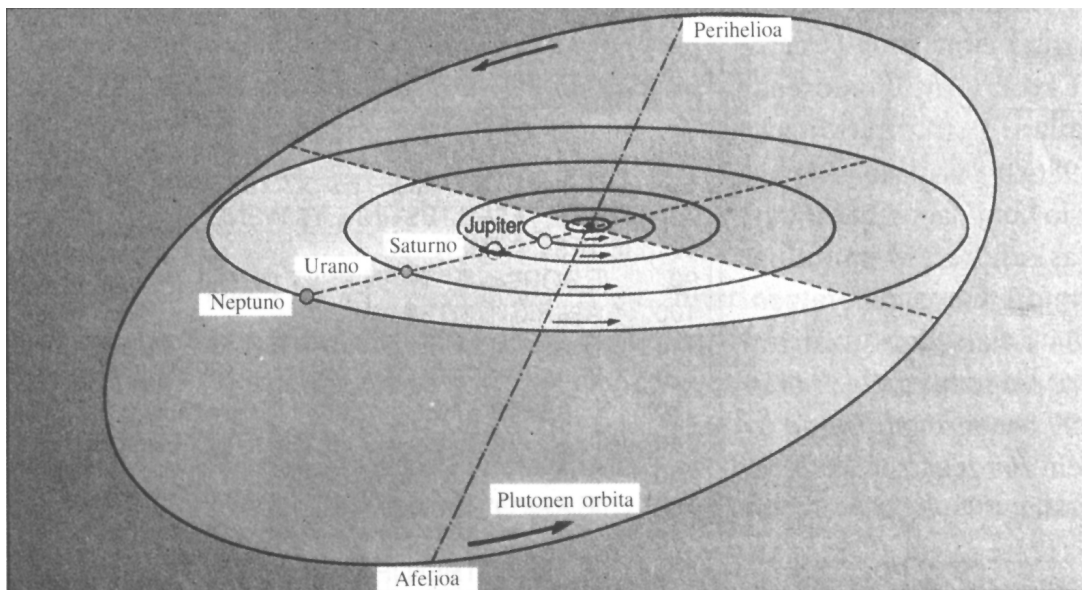 Perihelioa
Jupiter
Saturno
Urano
Neptuno
Plutonen orbita
Afelioa